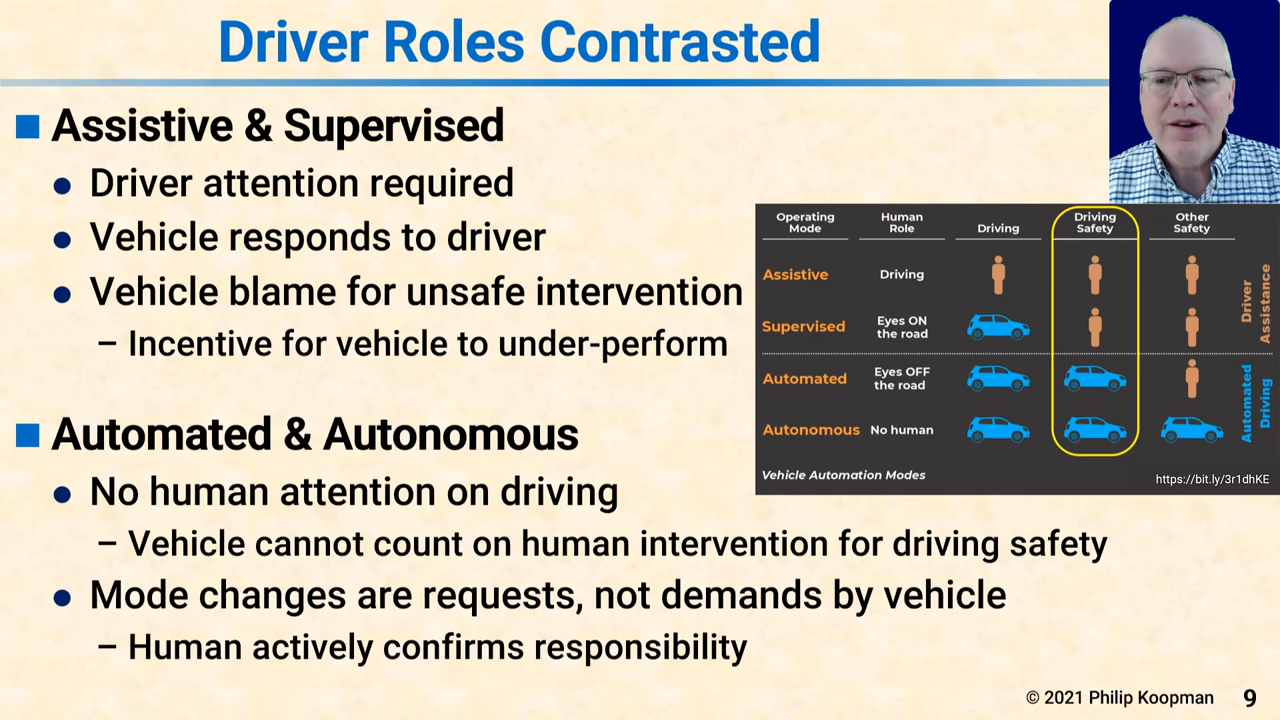 Driver Roles Contrasted
Assistive & Supervised
Driver attention required
Vehicle responds to driver
Vehicle blame for unsafe intervention
– Incentive for vehicle to under-perform
Automated & Autonomous
No human attention on driving
– Vehicle cannot count on human intervention for driving safety
Mode changes are requests, not demands by vehicle
– Human actively confirms responsibility
Operating Mode
Human Role
Driving
Driving Safety
Other Safety
Assistive
Driving
Supervised
Eyes ON the road
Automated
Eyes OFF the road
Autonomous
No human
Driver Assistance
Automated Driving
Vehicle Automation Modes
https://bit.ly/3r1dhKE
© 2021 Philip Koopman
9